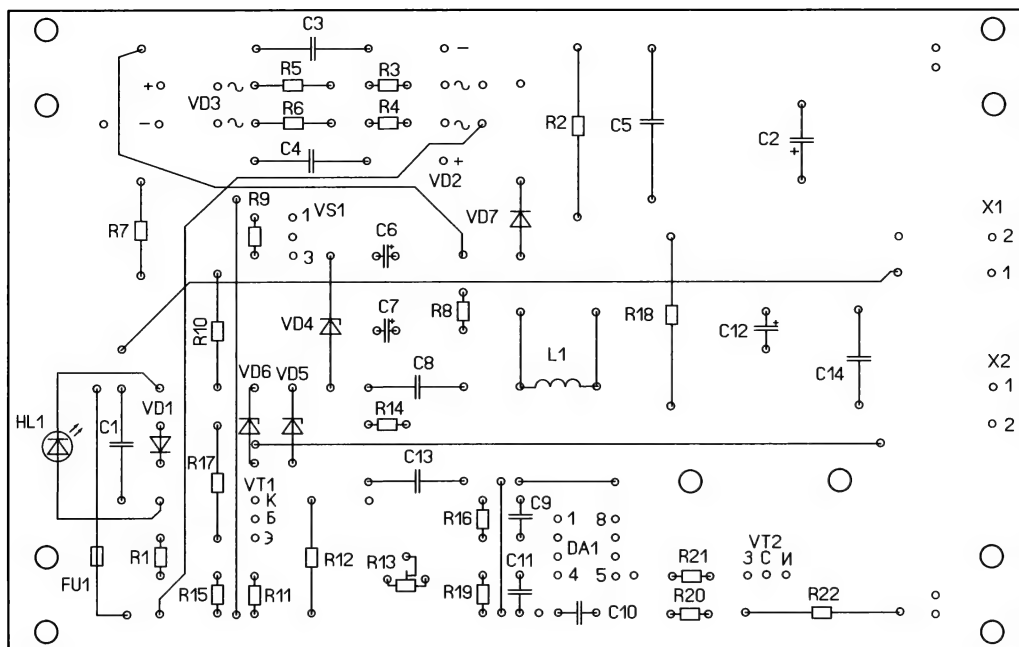 C3
R5
R3
VD3
R6
R4
R2
C5
C2
C4
VD2
R7
R9
1 VS1
3
C6
VD7
X1
2
1
R10
VD4
C7
R8
R18
C12
L1
C14
X2
1
2
HL1
C1
VD1
VD6
VD5
C8
R14
R17
VT1
К
Б
Э
C13
R16
C9
1 8
DA1
4 5
R12
R13
C11
FU1
R1
R15
R11
R19
C10
R21
R20
VT2
З С И
R22